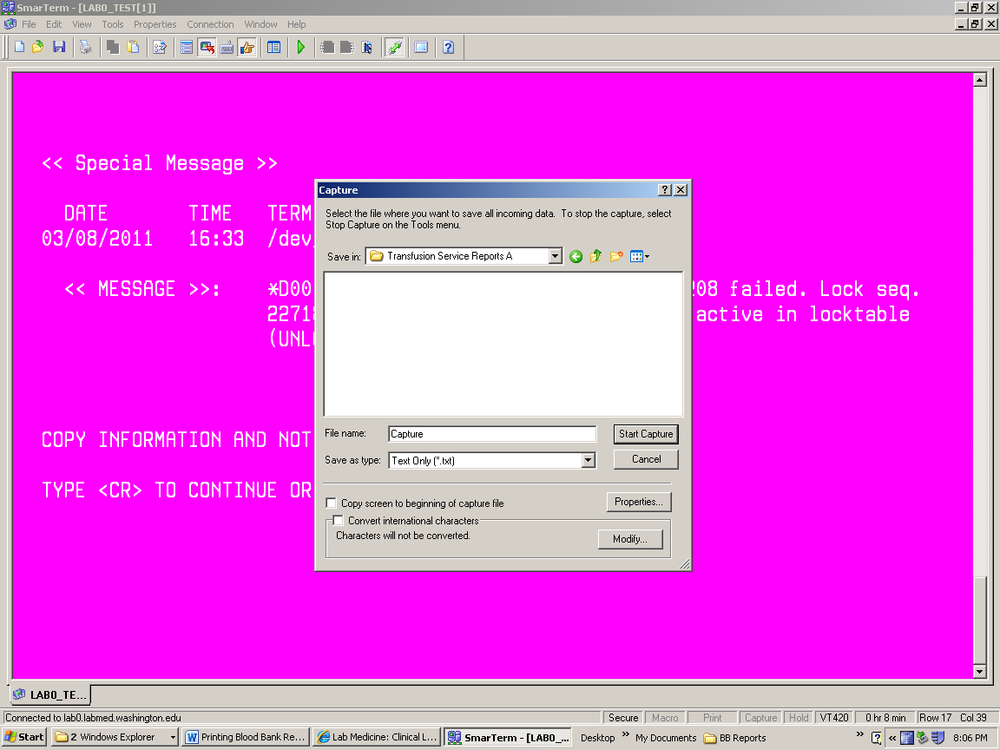 SmarTerm - [LAB0_TEST[1]]
File Edit View Tools Properties Connection Window Help
<< Special Message >>
DATE TIME TERM
03/08/2011 16:33 /dev
<< MESSAGE >>: *D00 208 failed. Lock seq.
2271 active in locktable
(UNL
COPY INFORMATION AND NOT
TYPE <CR> TO CONTINUE OR
Capture
Select the file where you want to save all incoming data. To stop the capture, select
Stop Capture on the Tools menu.
Save in: Transfusion Service Reports A
File name: Capture Start Capture
Save as type: Text Only (*.txt) Cancel
Copy screen to beginning of capture file Properties...
Convert international characters
Characters will not be converted. Modify...
LAB0_TE...
Connected to lab0.labmed.washington.edu Secure Macro Print Capture Hold VT420 0 hr 8 min Row 17 Col 39
Start 2 Windows Explorer Printing Blood Bank Re... Lab Medicine: Clinical L... SmarTerm - [LAB0_... Desktop » My Documents BB Reports » « 8:06 PM